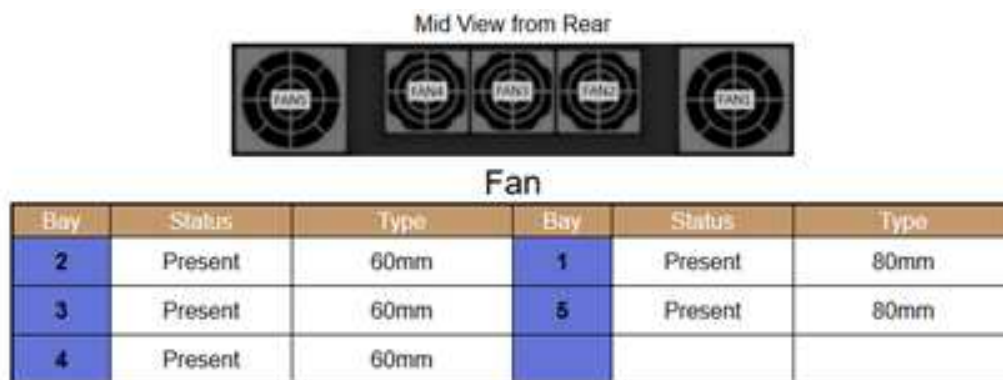 Mid View from Rear
FAN5 FAN4 FAN3 FAN2 FAN1
Fan
Bay Status Type Bay Status Type
2 Present 60mm 1 Present 80mm
3 Present 60mm 5 Present 80mm
4 Present 60mm